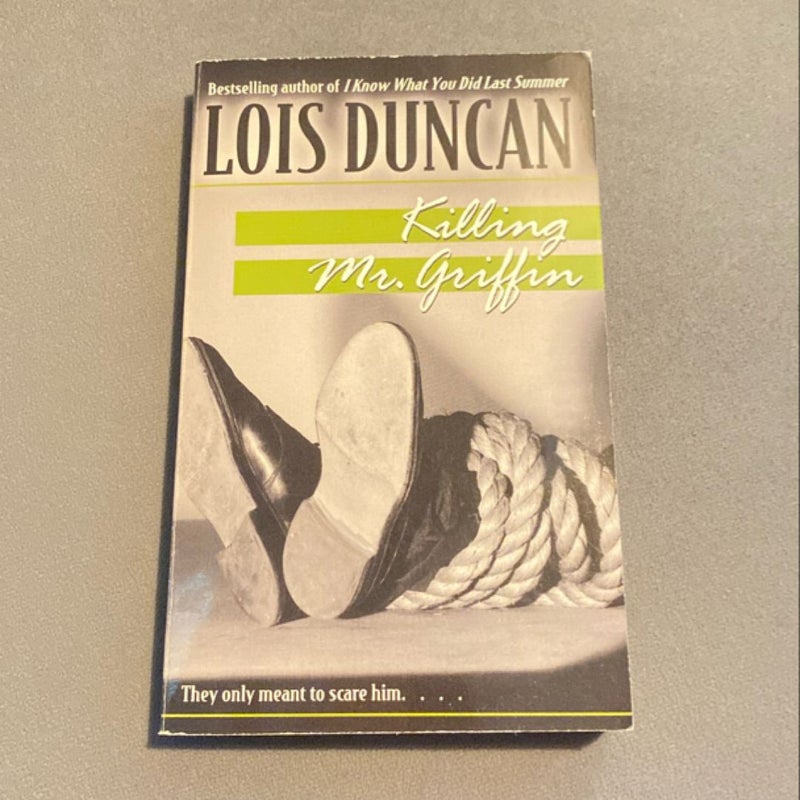 Bestselling author of I Know What You Did Last Summer
LOIS DUNCAN
Killing
Mr. Griffin
They only meant to scare him. . . .